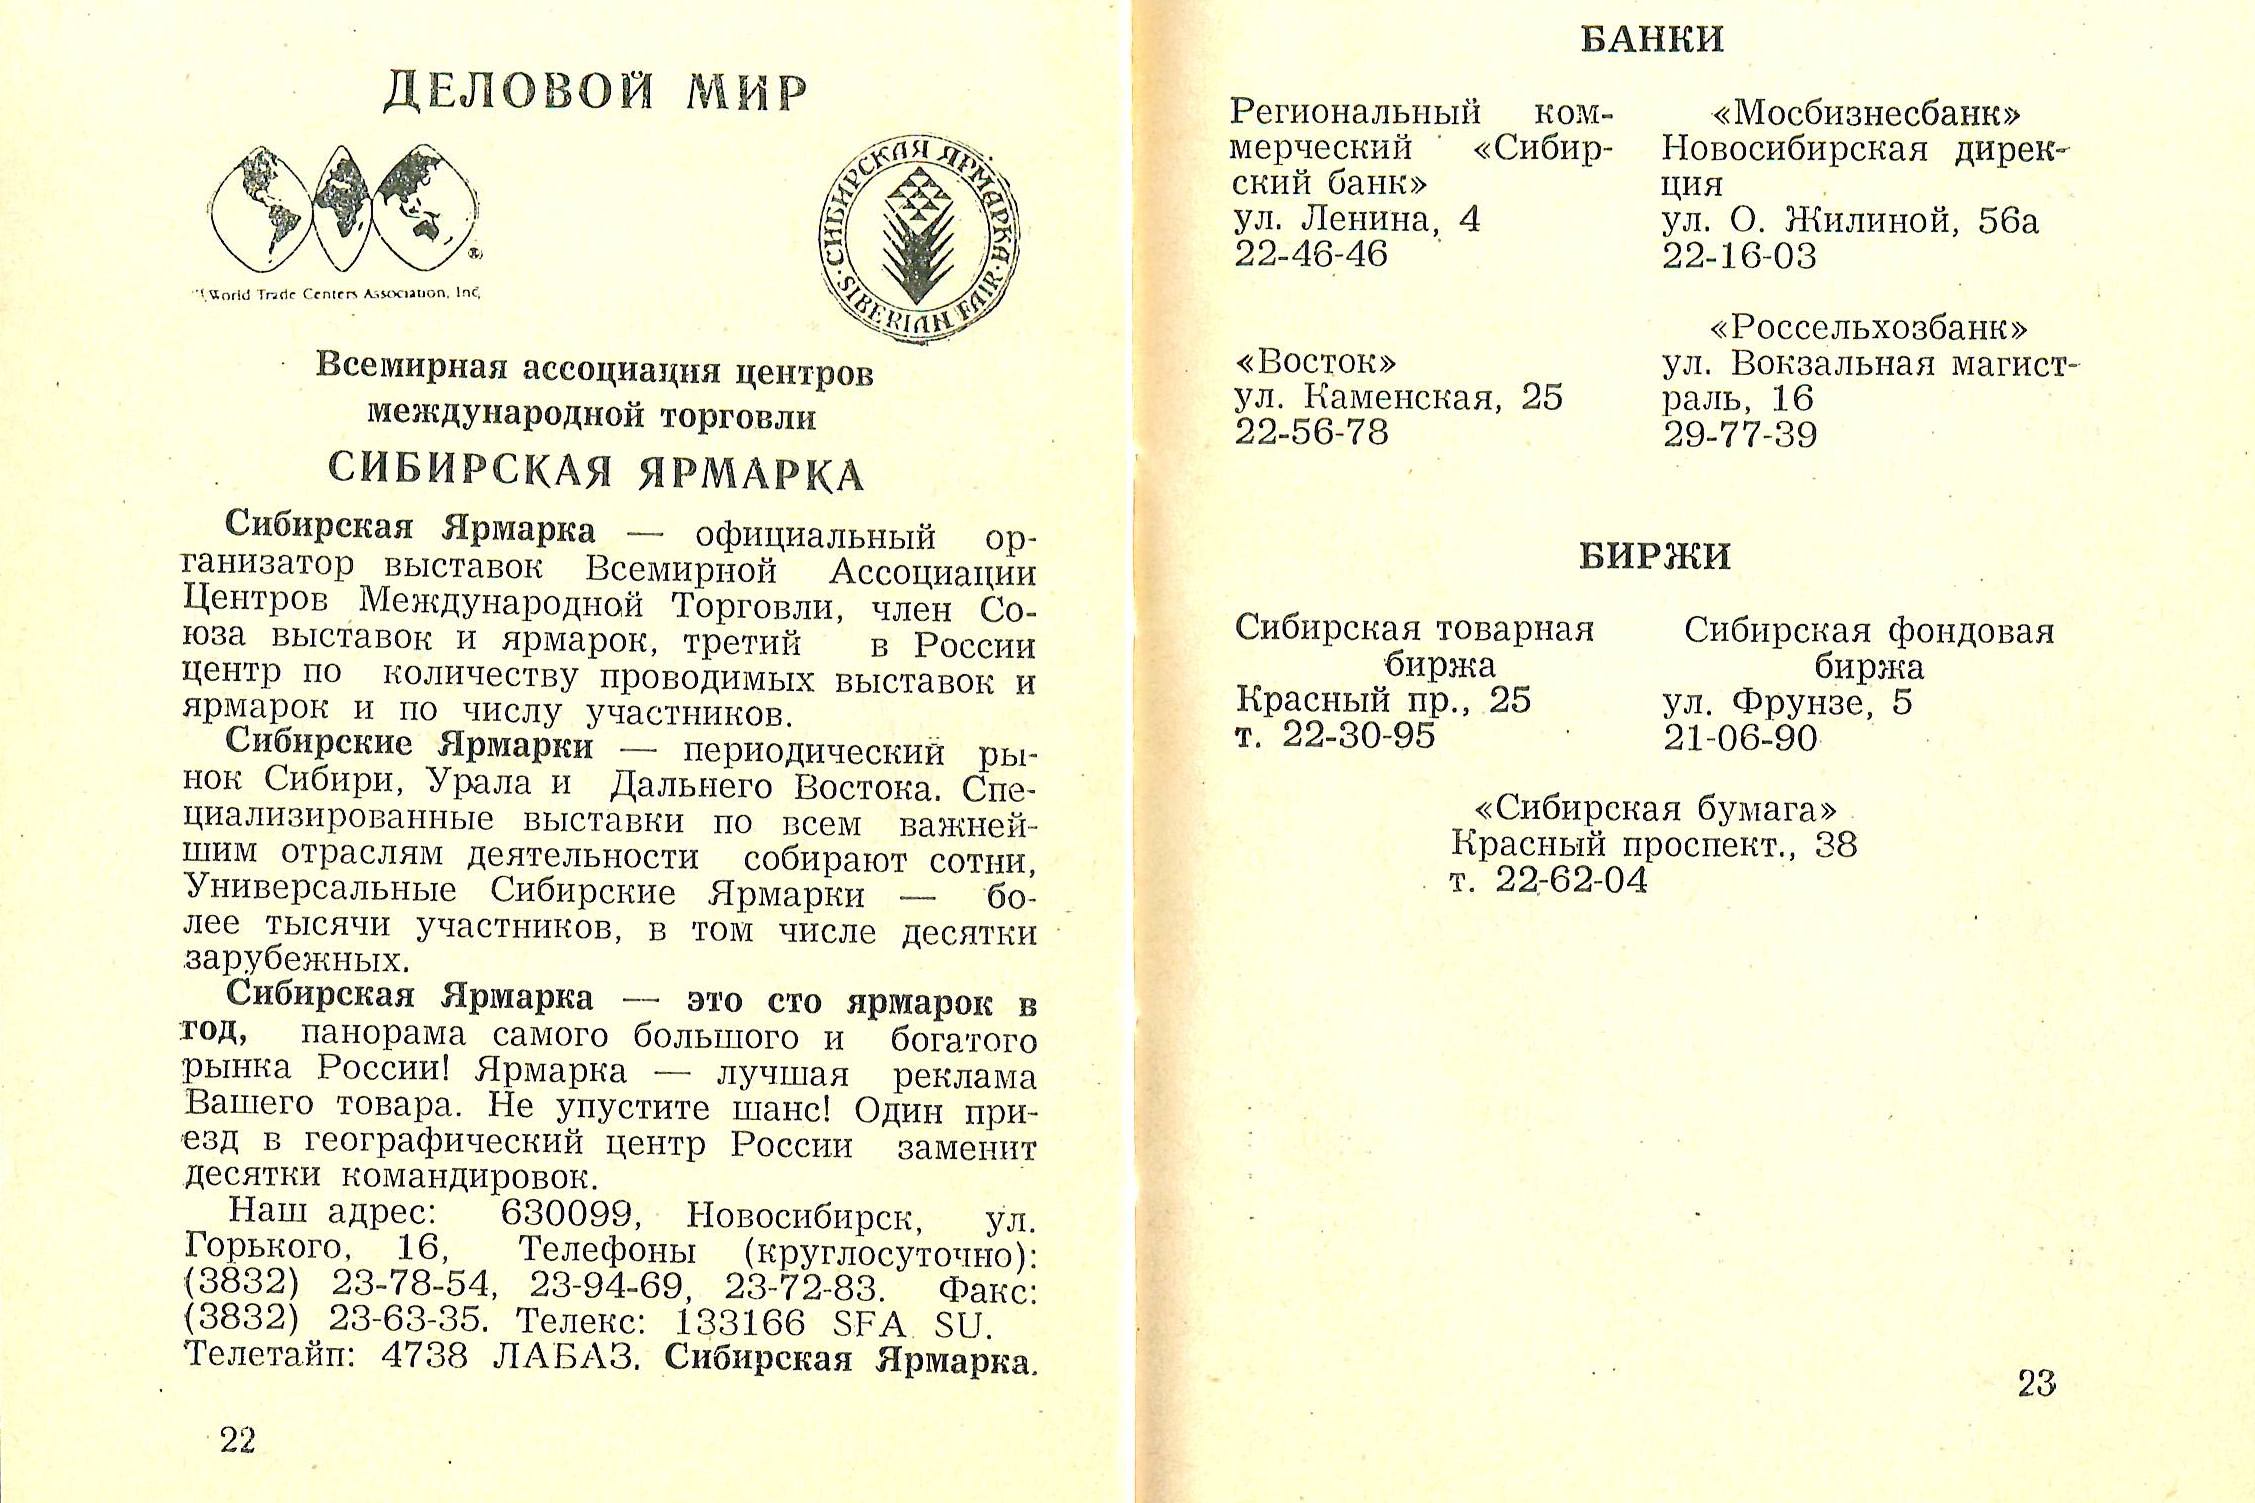 ДЕЛОВОЙ МИР
World Trade Centers Association, Inc.
СИБИРСКАЯ ЯРМАРКА · SIBERIAN FAIR ·
Всемирная ассоциация центров
международной торговли
СИБИРСКАЯ ЯРМАРКА
Сибирская Ярмарка — официальный ор-
ганизатор выставок Всемирной Ассоциации
Центров Международной Торговли, член Со-
юза выставок и ярмарок, третий в России
центр по количеству проводимых выставок и
ярмарок и по числу участников.
Сибирские Ярмарки — периодический ры-
нок Сибири, Урала и Дальнего Востока. Спе-
циализированные выставки по всем важней-
шим отраслям деятельности собирают сотни,
Универсальные Сибирские Ярмарки — бо-
лее тысячи участников, в том числе десятки
зарубежных.
Сибирская Ярмарка — это сто ярмарок в
год, панорама самого большого и богатого
рынка России! Ярмарка — лучшая реклама
Вашего товара. Не упустите шанс! Один при-
езд в географический центр России заменит
десятки командировок.
Наш адрес: 630099, Новосибирск, ул.
Горького, 16, Телефоны (круглосуточно):
(3832) 23-78-54, 23-94-69, 23-72-83. Факс:
(3832) 23-63-35. Телекс: 133166 SFA SU.
Телетайп: 4738 ЛАБАЗ. Сибирская Ярмарка.
22
БАНКИ
Региональный ком-
мерческий «Сибир-
ский банк»
ул. Ленина, 4
22-46-46
«Мосбизнесбанк»
Новосибирская дирек-
ция
ул. О. Жилиной, 56а
22-16-03
«Восток»
ул. Каменская, 25
22-56-78
«Россельхозбанк»
ул. Вокзальная магист-
раль, 16
29-77-39
БИРЖИ
Сибирская товарная
биржа
Красный пр., 25
т. 22-30-95
Сибирская фондовая
биржа
ул. Фрунзе, 5
21-06-90
«Сибирская бумага»
Красный проспект., 38
т. 22-62-04
23